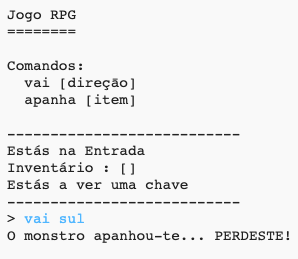 Jogo RPG
========
Comandos:
  vai [direção]
  apanha [item]
---------------------------
Estás na Entrada
Inventário : []
Estás a ver uma chave
---------------------------
> vai sul
O monstro apanhou-te... PERDESTE!